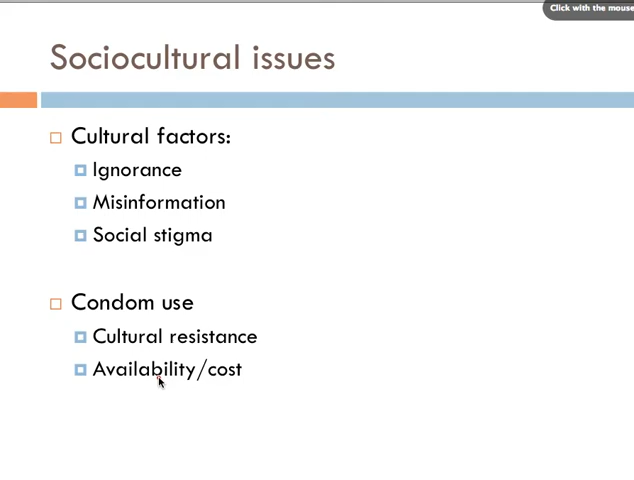 Click with the mouse
Sociocultural issues
Cultural factors:
Ignorance
Misinformation
Social stigma
Condom use
Cultural resistance
Availability/cost